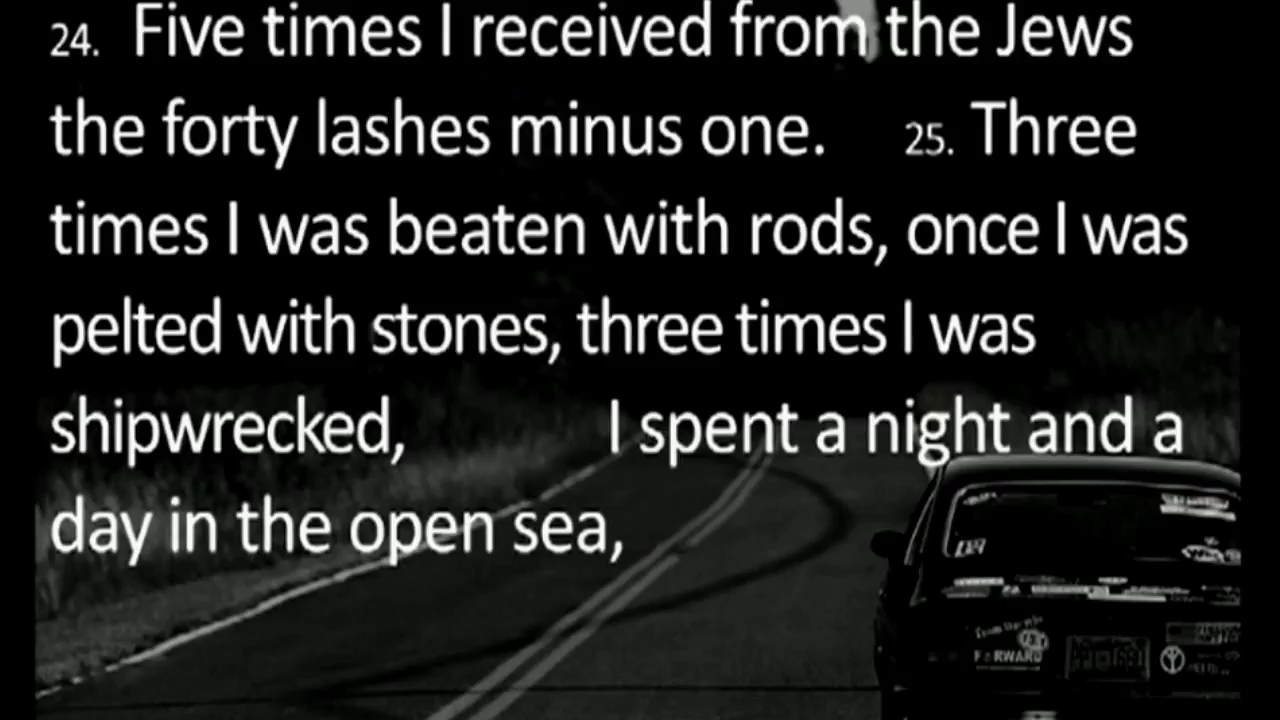 24. Five times I received from the Jews
the forty lashes minus one. 25. Three
times I was beaten with rods, once I was
pelted with stones, three times I was
shipwrecked, I spent a night and a
day in the open sea,
FORWARD